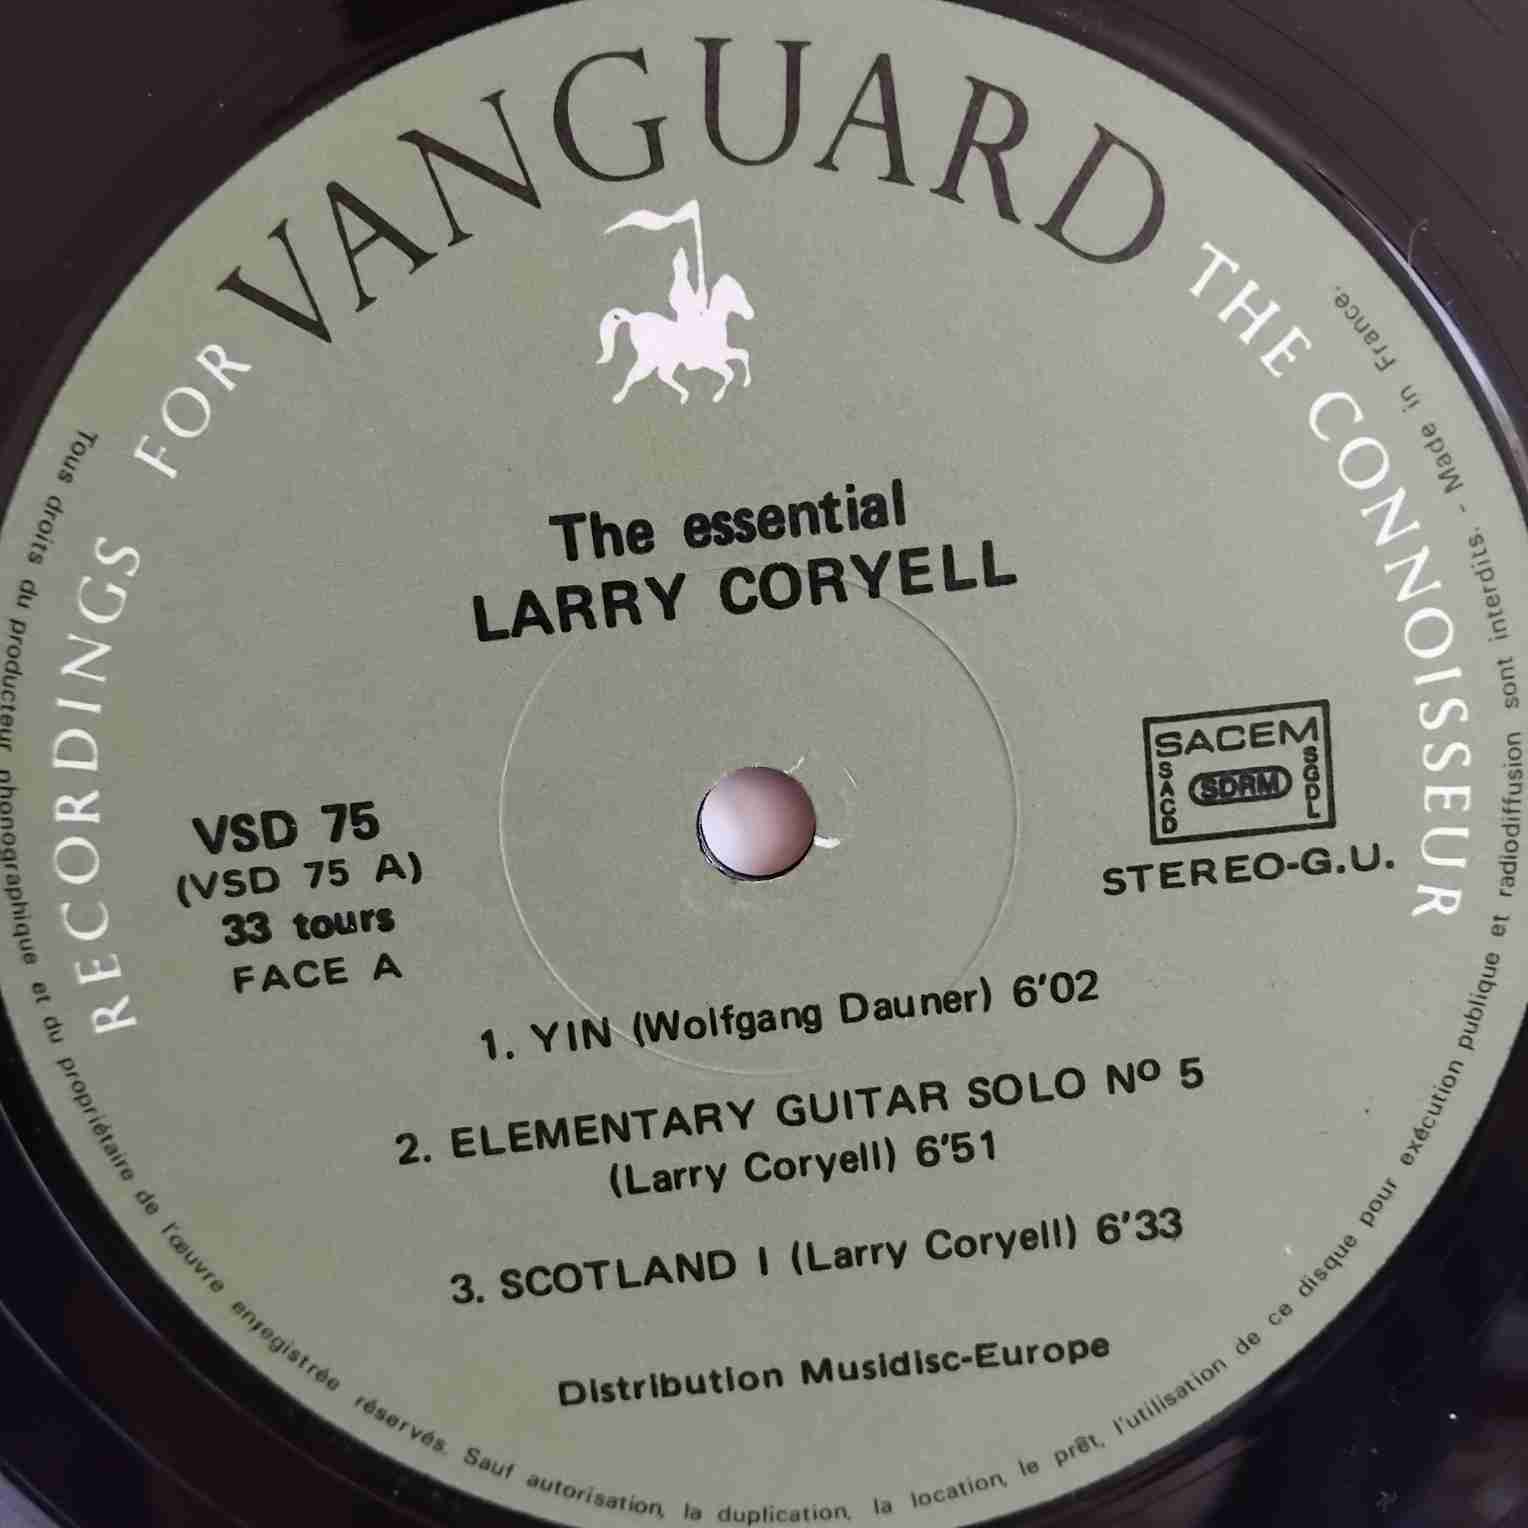 RECORDINGS FOR VANGUARD THE CONNOISSEUR
The essential
LARRY CORYELL
VSD 75
(VSD 75 A)
33 tours
FACE A
SACEM
SACD
SDRM
SGDL
STEREO-G.U.
1. YIN (Wolfgang Dauner) 6'02
2. ELEMENTARY GUITAR SOLO Nº 5
(Larry Coryell) 6'51
3. SCOTLAND I (Larry Coryell) 6'33
Distribution Musidisc-Europe
Tous droits du producteur phonographique et du propriétaire de l'œuvre enregistrée réservés. Sauf autorisation, la duplication, la location, le prêt, l'utilisation de ce disque pour exécution publique et radiodiffusion sont interdits. - Made in France.